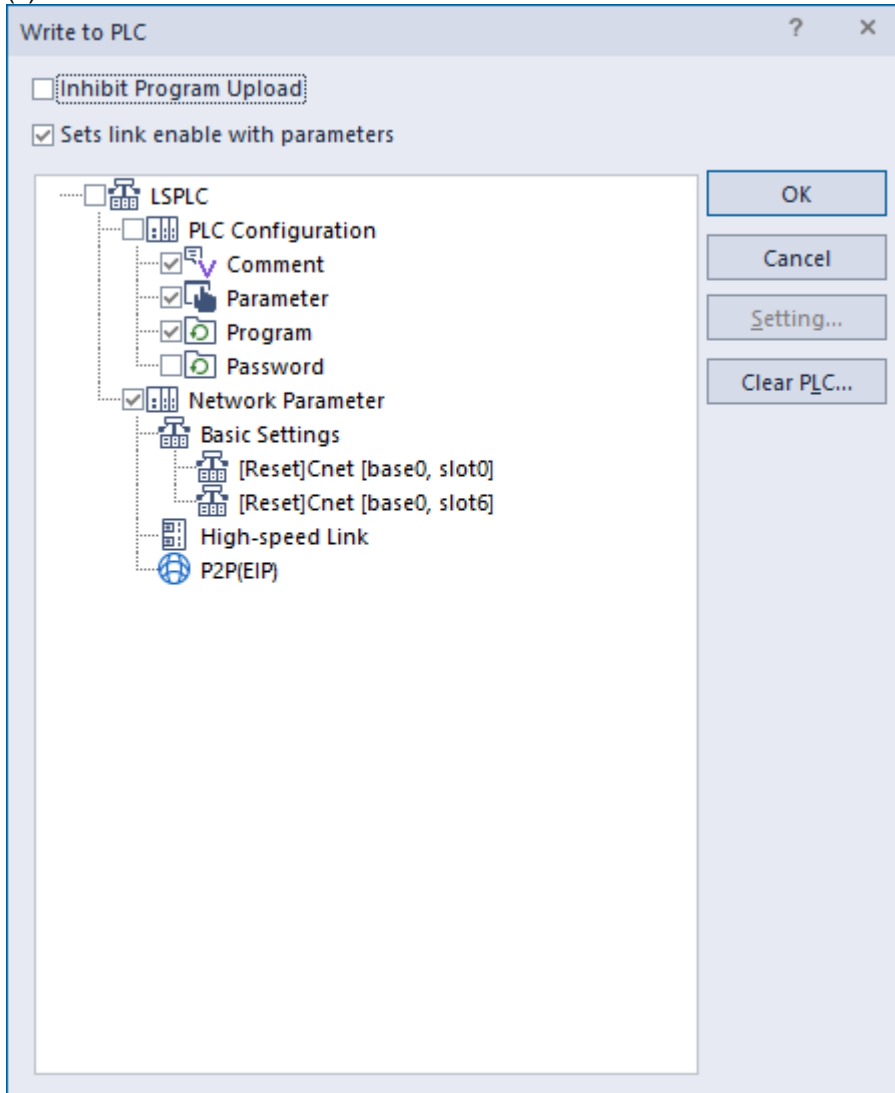 Write to PLC ? ×
Inhibit Program Upload
Sets link enable with parameters
LSPLC
PLC Configuration
Comment
Parameter
Program
Password
Network Parameter
Basic Settings
[Reset]Cnet [base0, slot0]
[Reset]Cnet [base0, slot6]
High-speed Link
P2P(EIP)
OK
Cancel
Setting...
Clear PLC...